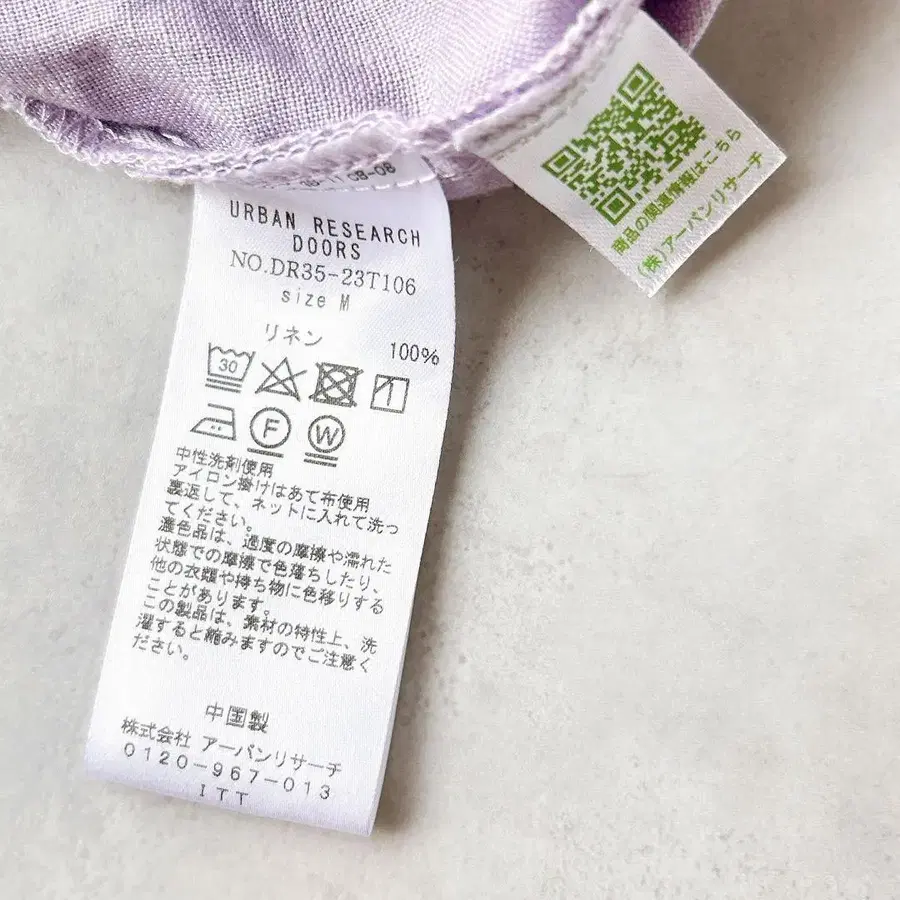 URBAN RESEARCH
DOORS
NO.DR35-23T106
size M
リネン 100%
30
F W
中性洗剤使用
アイロン掛けはあて布使用
裏返して、ネットに入れて洗っ
てください。
濃色品は、過度の摩擦や濡れた
状態での摩擦で色落ちしたり、
他の衣類や持ち物に色移りする
ことがあります。
この製品は、素材の特性上、洗
濯すると縮みますのでご注意く
ださい。
中国製
株式会社 アーバンリサーチ
0120-967-013
ITT
商品の関連情報はこちら
(株)アーバンリサーチ